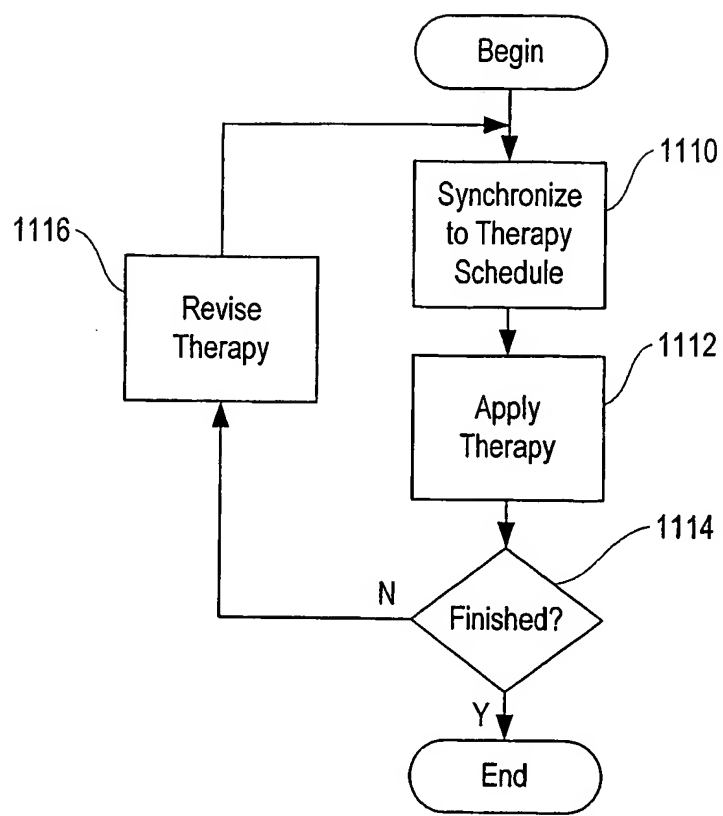 Begin
1110
Synchronize
to Therapy
Schedule
1116
Revise
Therapy
1112
Apply
Therapy
1114
N
Finished?
Y
End